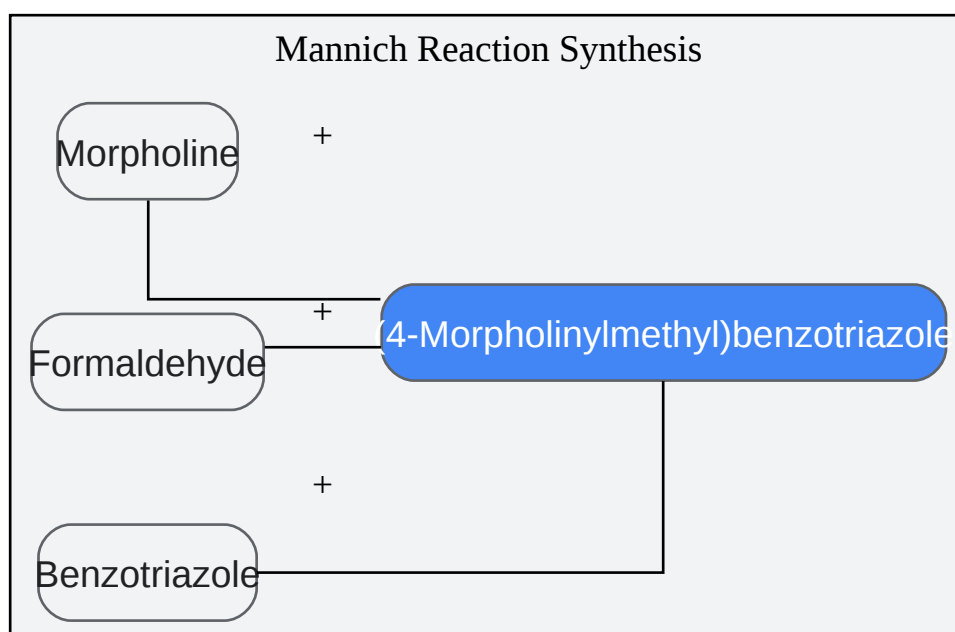 Mannich Reaction Synthesis
Morpholine
+
+
(4-Morpholinylmethyl)benzotriazole
Formaldehyde
+
Benzotriazole